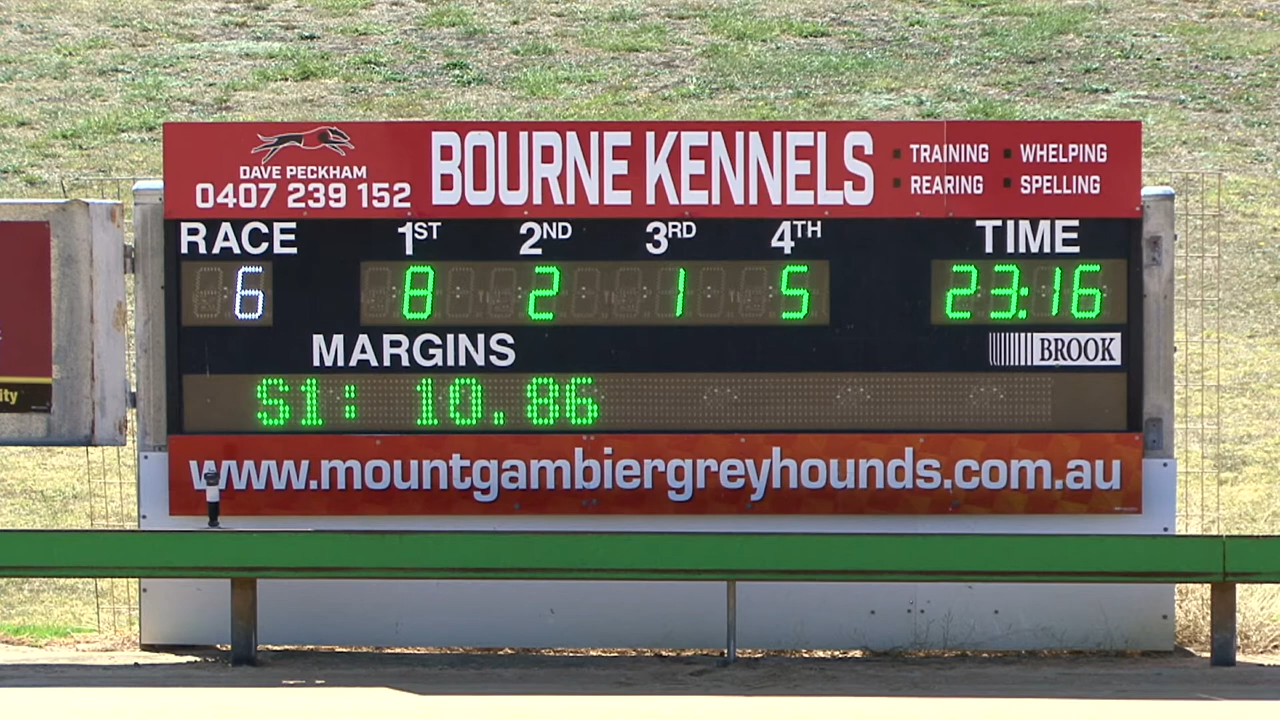 DAVE PECKHAM
0407 239 152
BOURNE KENNELS
TRAINING WHELPING
REARING SPELLING
RACE 1ST 2ND 3RD 4TH TIME
6 8 2 1 5 23:16
MARGINS
BROOK
S1: 10.86
ity
www.mountgambiergreyhounds.com.au